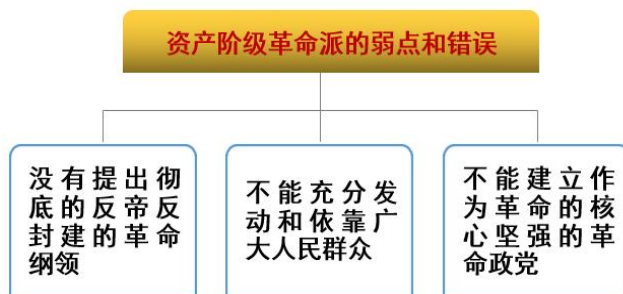 资产阶级革命派的弱点和错误
没有提出彻
底的反帝反
封建的革命
纲领
不能充分发
动和依靠广
大人民群众
不能建立作
为革命的核
心坚强的革
命政党